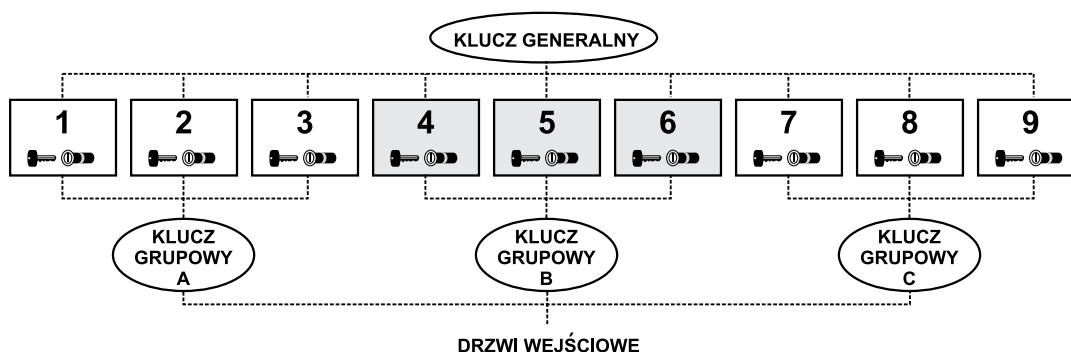 KLUCZ GENERALNY
1 2 3 4 5 6 7 8 9
KLUCZ
GRUPOWY
A
KLUCZ
GRUPOWY
B
KLUCZ
GRUPOWY
C
DRZWI WEJŚCIOWE